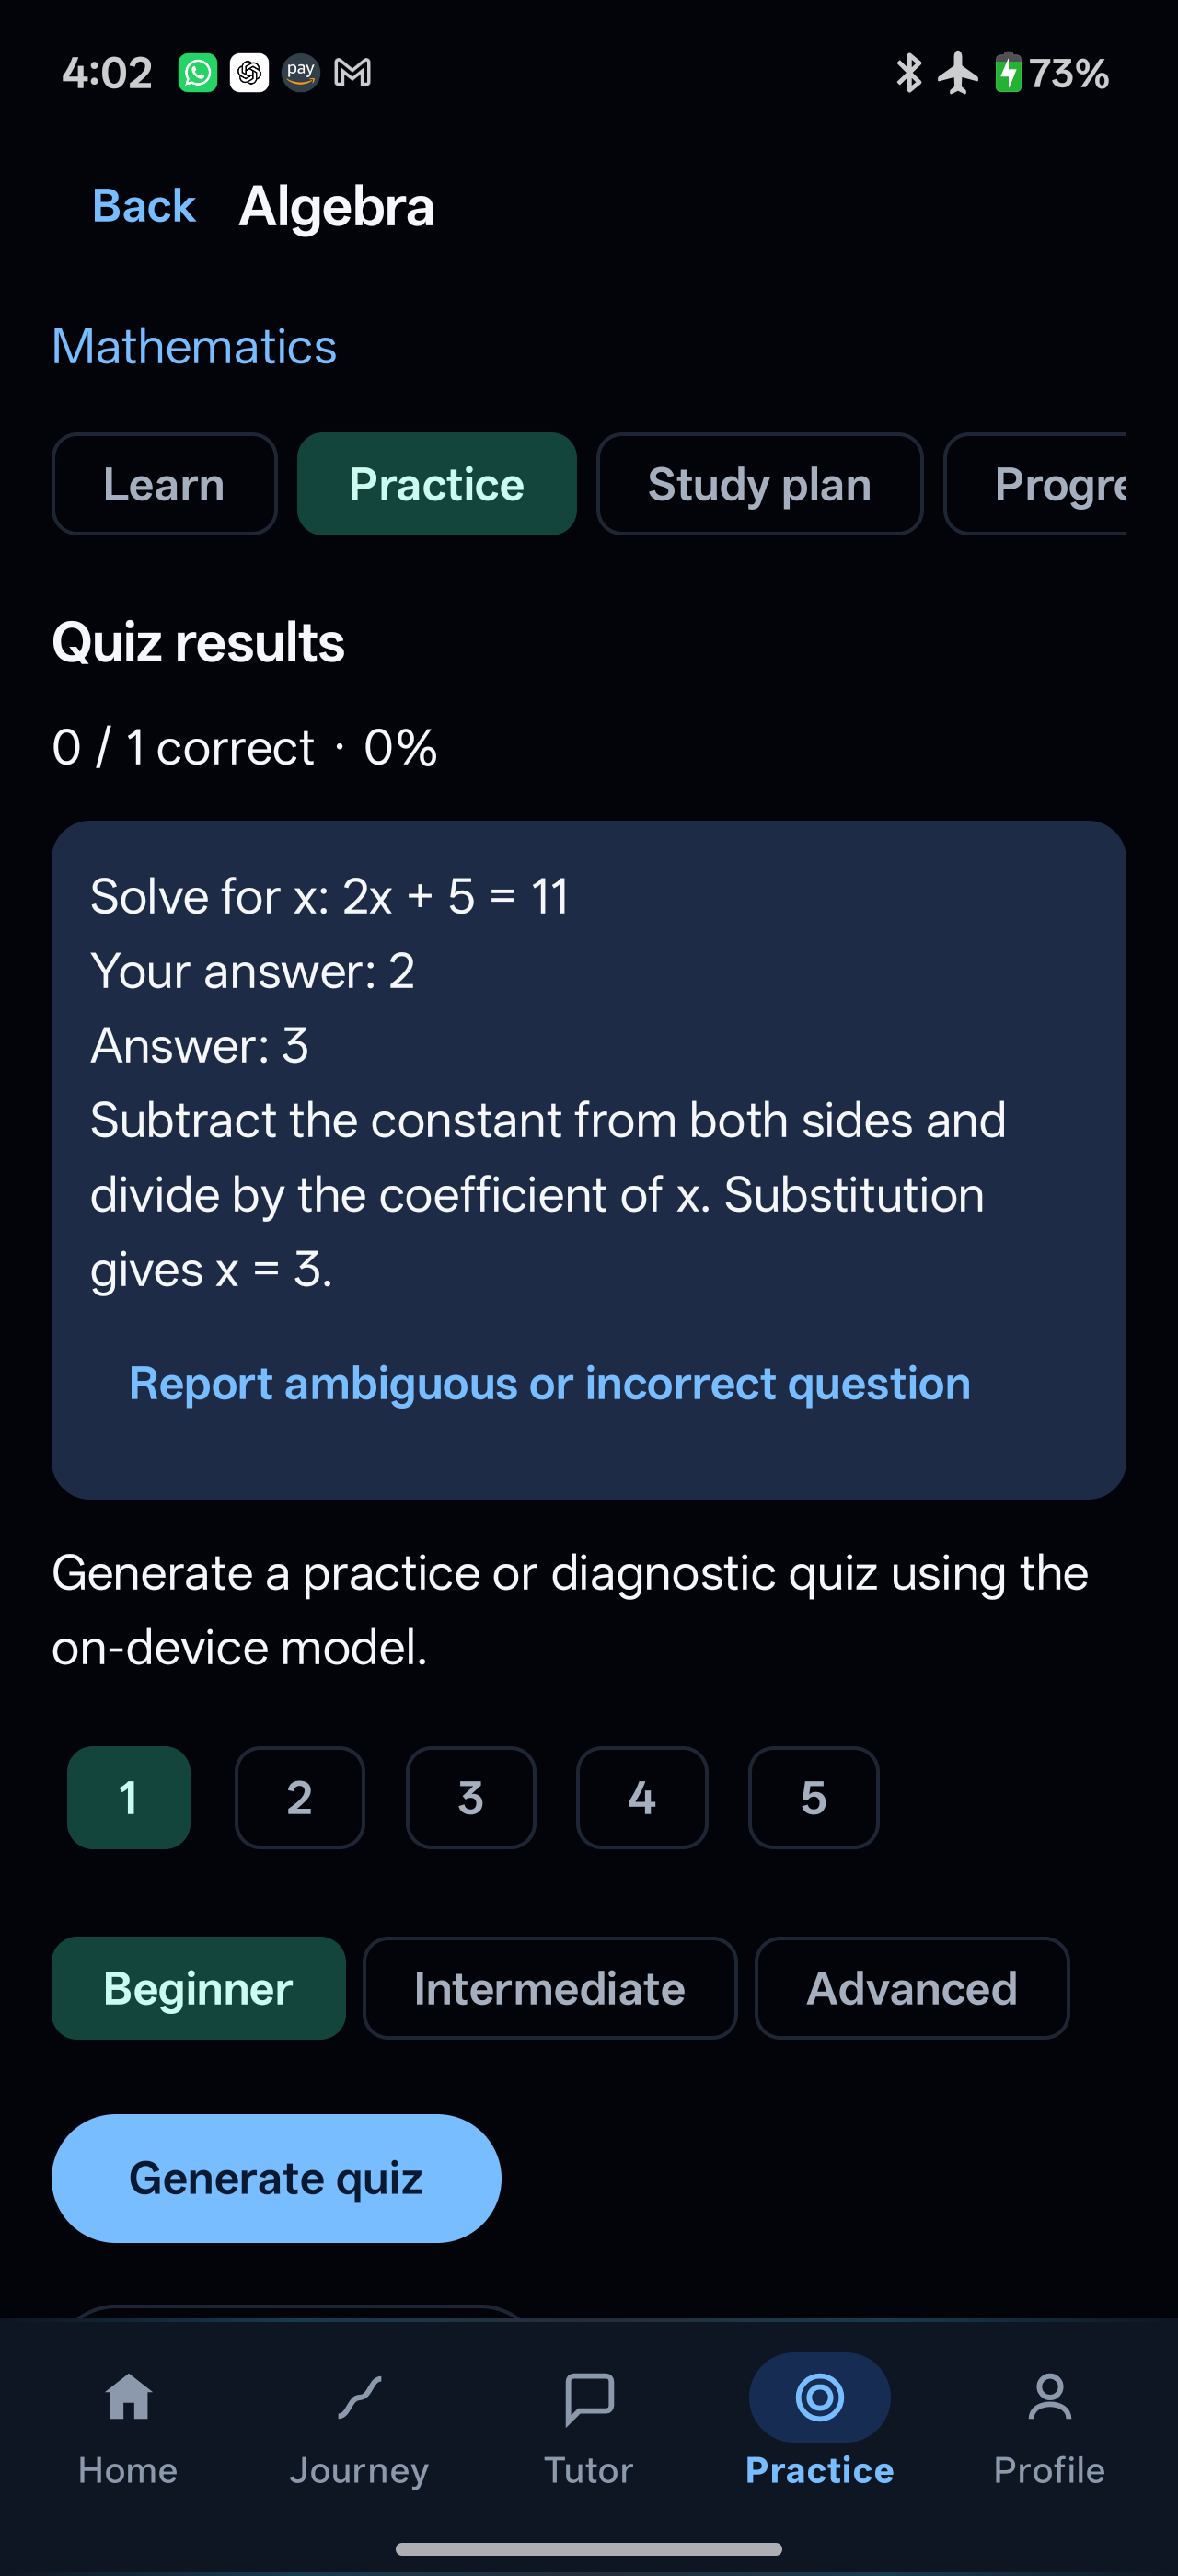 4:02 pay 73%
Back Algebra
Mathematics
Learn Practice Study plan Progre
Quiz results
0 / 1 correct · 0%
Solve for x: 2x + 5 = 11
Your answer: 2
Answer: 3
Subtract the constant from both sides and
divide by the coefficient of x. Substitution
gives x = 3.
Report ambiguous or incorrect question
Generate a practice or diagnostic quiz using the
on-device model.
1 2 3 4 5
Beginner Intermediate Advanced
Generate quiz
Home Journey Tutor Practice Profile